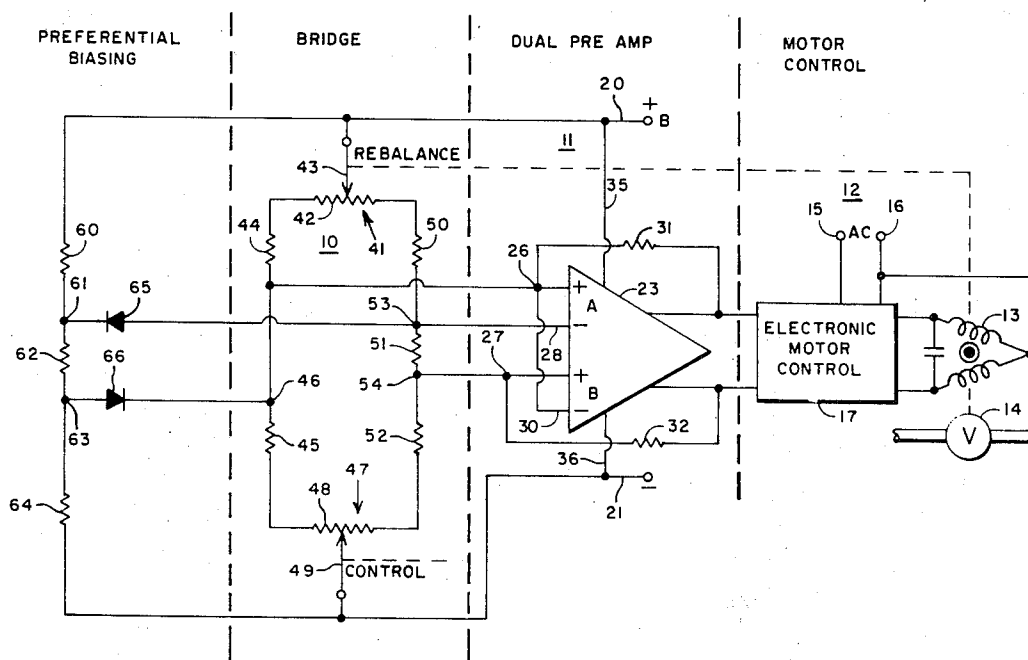 PREFERENTIAL
BIASING
BRIDGE
DUAL PRE AMP
MOTOR
CONTROL
20
+
B
11
REBALANCE
43
35
12
15
AC
16
42
41
10
44
50
31
60
26
+
A
23
13
61
65
53
−
28
ELECTRONIC
MOTOR
CONTROL
51
27
62
66
46
54
+
B
−
30
17
14
45
52
32
V
63
36
47
48
21
−
64
49
CONTROL